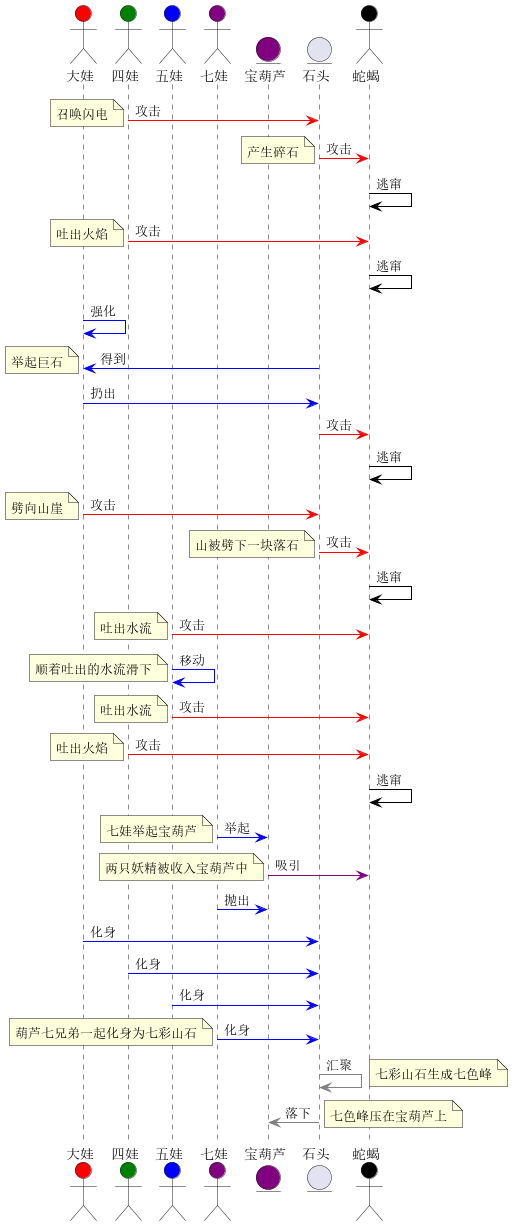 大娃 四娃 五娃 七娃 宝葫芦 石头 蛇蝎
召唤闪电 攻击
产生碎石 攻击
逃窜
吐出火焰 攻击
逃窜
强化
举起巨石 得到
扔出
攻击
逃窜
劈向山崖 攻击
山被劈下一块落石 攻击
逃窜
吐出水流 攻击
顺着吐出的水流滑下 移动
吐出水流 攻击
吐出火焰 攻击
逃窜
七娃举起宝葫芦 举起
两只妖精被收入宝葫芦中 吸引
抛出
化身
化身
化身
葫芦七兄弟一起化身为七彩山石 化身
汇聚 七彩山石生成七色峰
落下 七色峰压在宝葫芦上
大娃 四娃 五娃 七娃 宝葫芦 石头 蛇蝎